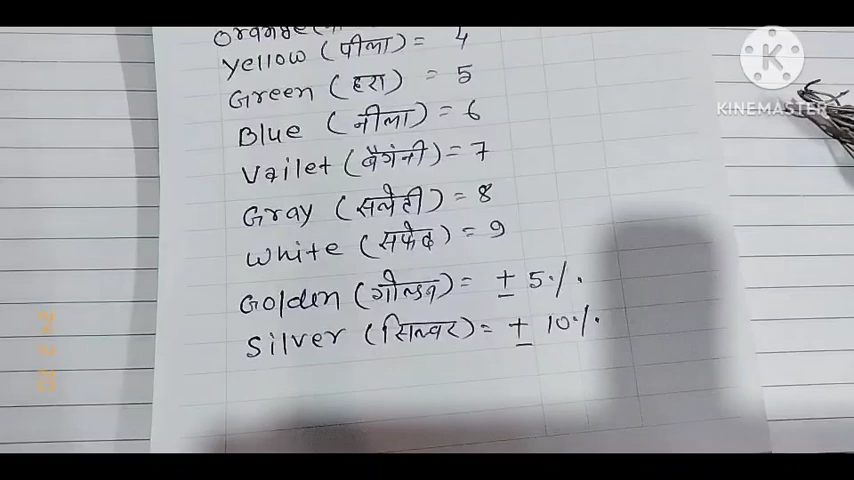 Orange
Yellow (पीला) = 4
Green (हरा) = 5
Blue (नीला) = 6
Vailet (बैगंनी) = 7
Gray (सलेटी) = 8
White (सफेद) = 9
Golden (गोल्डन) = ± 5%.
Silver (सिल्वर) = ± 10%.
KINEMASTER